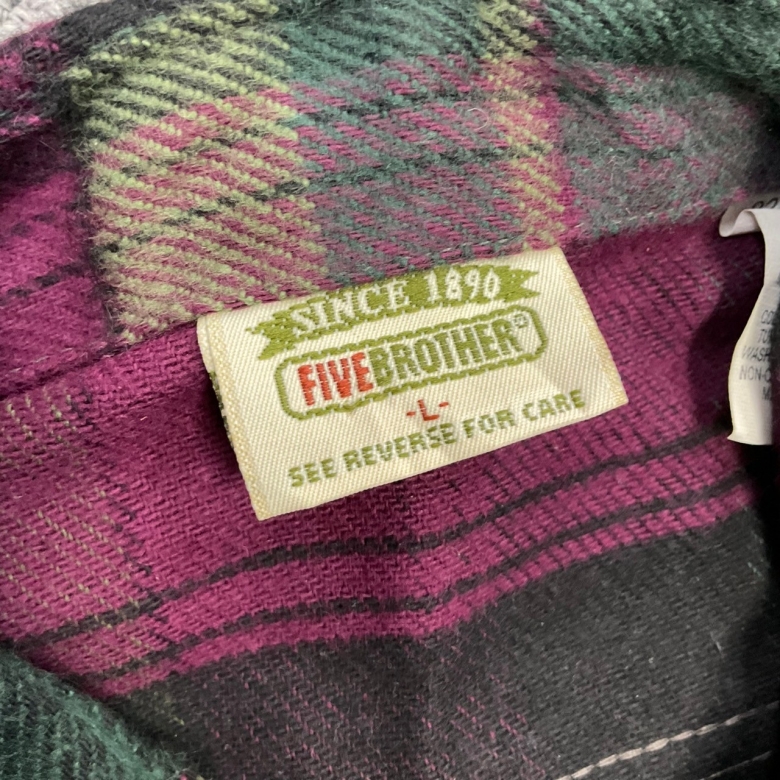 SINCE 1890
FIVEBROTHER®
-L-
SEE REVERSE FOR CARE